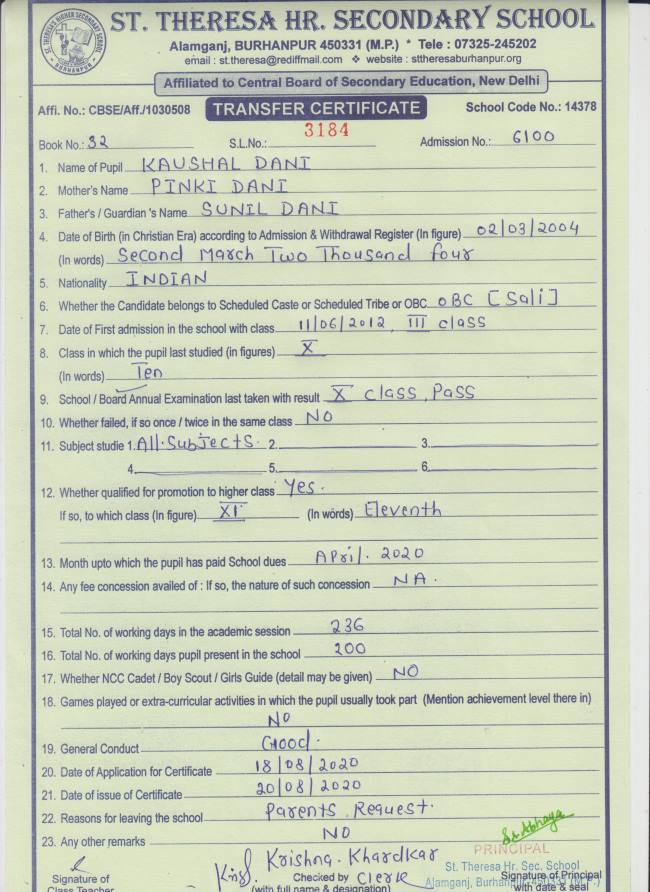 ST. THERESA HR. SECONDARY SCHOOL
Alamganj, BURHANPUR 450331 (M.P.) * Tele : 07325-245202
email : st.theresa@rediffmail.com ❖ website : sttheresaburhanpur.org
Affiliated to Central Board of Secondary Education, New Delhi
Affi. No.: CBSE/Aff./1030508 TRANSFER CERTIFICATE School Code No.: 14378
Book No.: 32 S.L.No.: 3184 Admission No.: 6100
1. Name of Pupil KAUSHAL DANI
2. Mother's Name PINKI DANI
3. Father's / Guardian 's Name SUNIL DANI
4. Date of Birth (in Christian Era) according to Admission & Withdrawal Register (In figure) 02/03/2004
(In words) Second March Two Thousand four
5. Nationality INDIAN
6. Whether the Candidate belongs to Scheduled Caste or Scheduled Tribe or OBC OBC [Sali]
7. Date of First admission in the school with class 11/06/2012, III class
8. Class in which the pupil last studied (in figures) X
(In words) Ten
9. School / Board Annual Examination last taken with result X class, Pass
10. Whether failed, if so once / twice in the same class NO
11. Subject studie 1. All. Subjects. 2. 3.
4. 5. 6.
12. Whether qualified for promotion to higher class Yes.
If so, to which class (In figure) XI (In words) Eleventh
13. Month upto which the pupil has paid School dues April. 2020
14. Any fee concession availed of : If so, the nature of such concession NA.
15. Total No. of working days in the academic session 236
16. Total No. of working days pupil present in the school 200
17. Whether NCC Cadet / Boy Scout / Girls Guide (detail may be given) NO
18. Games played or extra-curricular activities in which the pupil usually took part (Mention achievement level there in)
NO
19. General Conduct Good.
20. Date of Application for Certificate 18/08/2020
21. Date of issue of Certificate 20/08/2020
22. Reasons for leaving the school Parents Request.
23. Any other remarks NO
Sr. Abhaya
PRINCIPAL
Krishna. Khardkar
St. Theresa Hr. Sec. School
Signature of Checked by Clerk Signature of Principal
Alamganj, Burhanpur-450331 (M.P.)
Class Teacher (with full name & designation) with date & seal